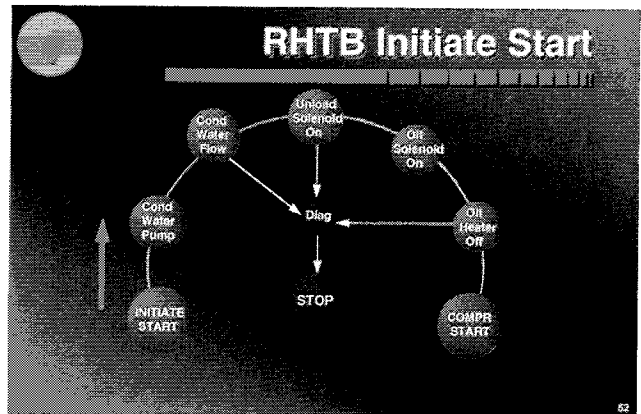 RHTB Initiate Start
Unload
Solenoid
On
Cond
Water
Flow
Oil
Solenoid
On
Cond
Water
Pump
Diag
Oil
Heater
Off
INITIATE
START
STOP
COMPR
START
52